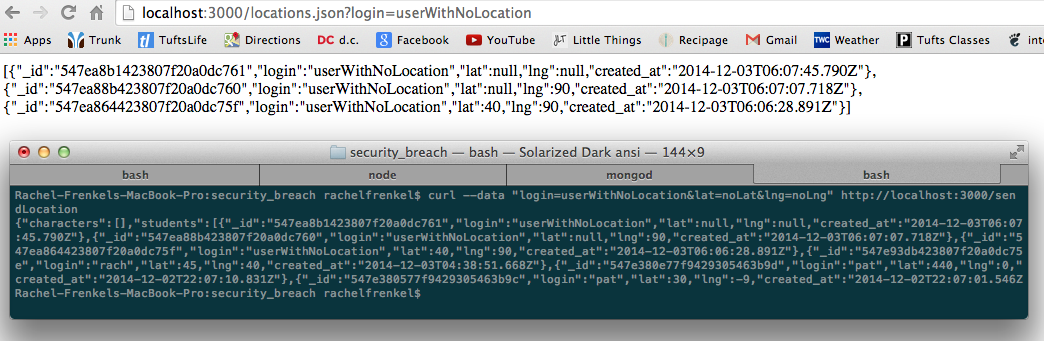 localhost:3000/locations.json?login=userWithNoLocation
Apps Trunk TuftsLife Directions DC d.c. Facebook YouTube Little Things Recipage Gmail TWC Weather Tufts Classes inte
[{"_id":"547ea8b1423807f20a0dc761","login":"userWithNoLocation","lat":null,"lng":null,"created_at":"2014-12-03T06:07:45.790Z"},
{"_id":"547ea88b423807f20a0dc760","login":"userWithNoLocation","lat":null,"lng":90,"created_at":"2014-12-03T06:07:07.718Z"},
{"_id":"547ea864423807f20a0dc75f","login":"userWithNoLocation","lat":40,"lng":90,"created_at":"2014-12-03T06:06:28.891Z"}]
security_breach — bash — Solarized Dark ansi — 144×9
bash node mongod bash
Rachel-Frenkels-MacBook-Pro:security_breach rachelfrenkel$ curl --data "login=userWithNoLocation&lat=noLat&lng=noLng" http://localhost:3000/sen
dLocation
{"characters":[],"students":[{"_id":"547ea8b1423807f20a0dc761","login":"userWithNoLocation","lat":null,"lng":null,"created_at":"2014-12-03T06:07
:45.790Z"},{"_id":"547ea88b423807f20a0dc760","login":"userWithNoLocation","lat":null,"lng":90,"created_at":"2014-12-03T06:07:07.718Z"},{"_id":"5
47ea864423807f20a0dc75f","login":"userWithNoLocation","lat":40,"lng":90,"created_at":"2014-12-03T06:06:28.891Z"},{"_id":"547e93db423807f20a0dc75
e","login":"rach","lat":45,"lng":40,"created_at":"2014-12-03T04:38:51.668Z"},{"_id":"547e380e77f9429305463b9d","login":"pat","lat":440,"lng":0,"
created_at":"2014-12-02T22:07:10.831Z"},{"_id":"547e380577f9429305463b9c","login":"pat","lat":30,"lng":-9,"created_at":"2014-12-02T22:07:01.546Z
Rachel-Frenkels-MacBook-Pro:security_breach rachelfrenkel$